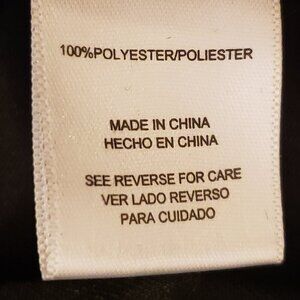 100%POLYESTER/POLIESTER
MADE IN CHINA
HECHO EN CHINA
SEE REVERSE FOR CARE
VER LADO REVERSO
PARA CUIDADO